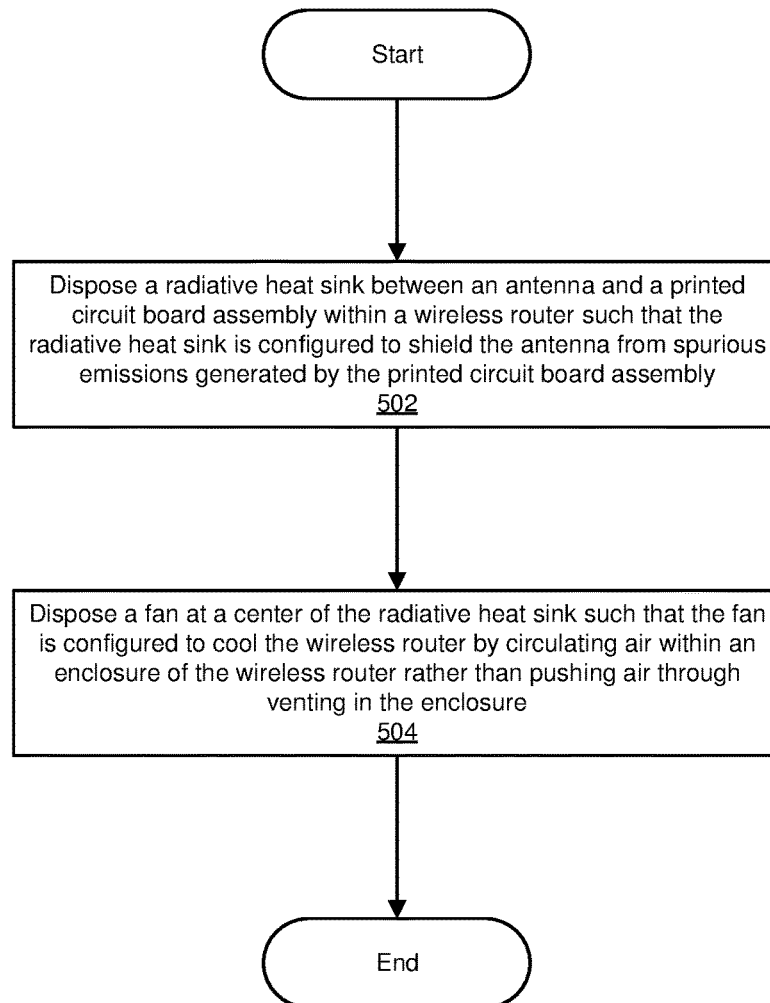 Start
Dispose a radiative heat sink between an antenna and a printed
circuit board assembly within a wireless router such that the
radiative heat sink is configured to shield the antenna from spurious
emissions generated by the printed circuit board assembly
502
Dispose a fan at a center of the radiative heat sink such that the fan
is configured to cool the wireless router by circulating air within an
enclosure of the wireless router rather than pushing air through
venting in the enclosure
504
End